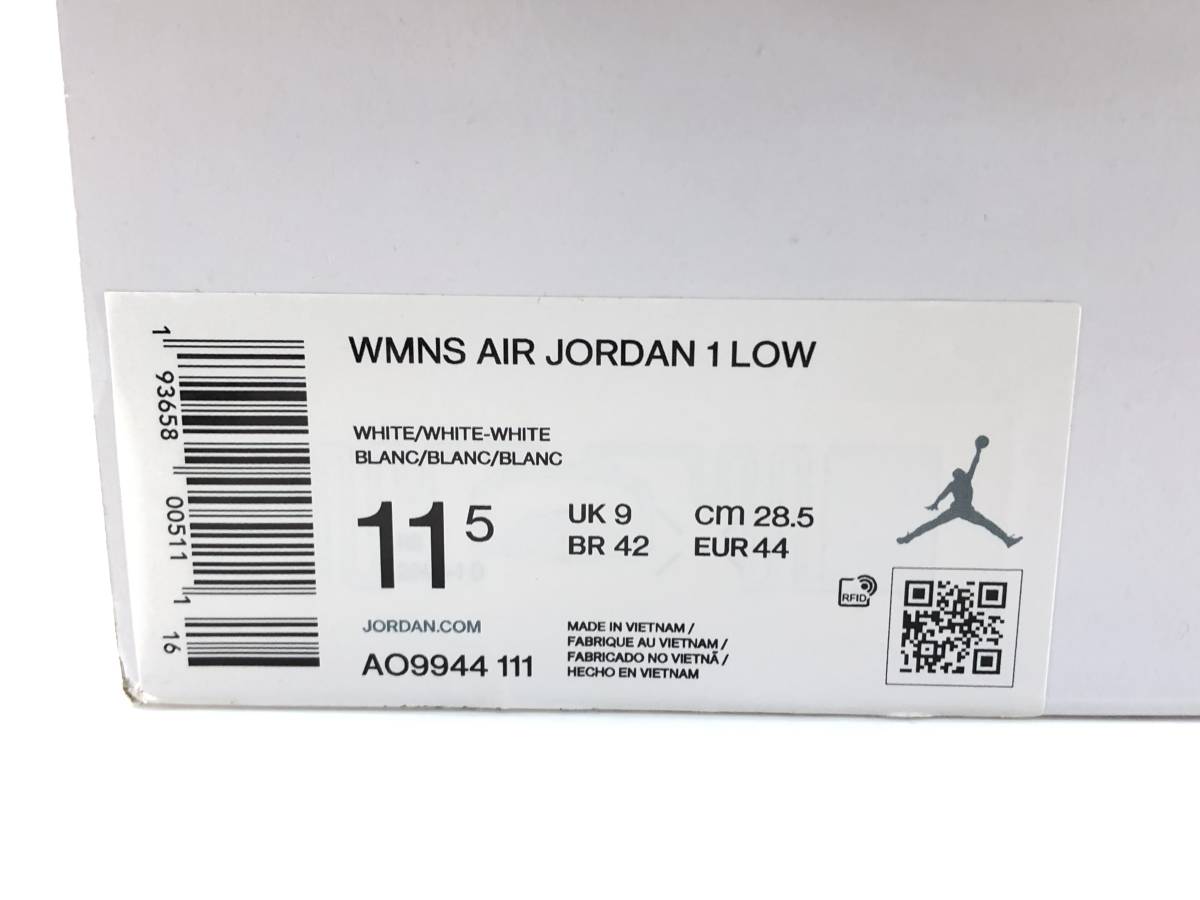 WMNS AIR JORDAN 1 LOW
WHITE/WHITE-WHITE
BLANC/BLANC/BLANC
11 5
UK 9 cm 28.5
BR 42 EUR 44
JORDAN.COM
AO9944 111
MADE IN VIETNAM /
FABRIQUE AU VIETNAM /
FABRICADO NO VIETNÃ /
HECHO EN VIETNAM
RFID
1 93658 00511 1 16